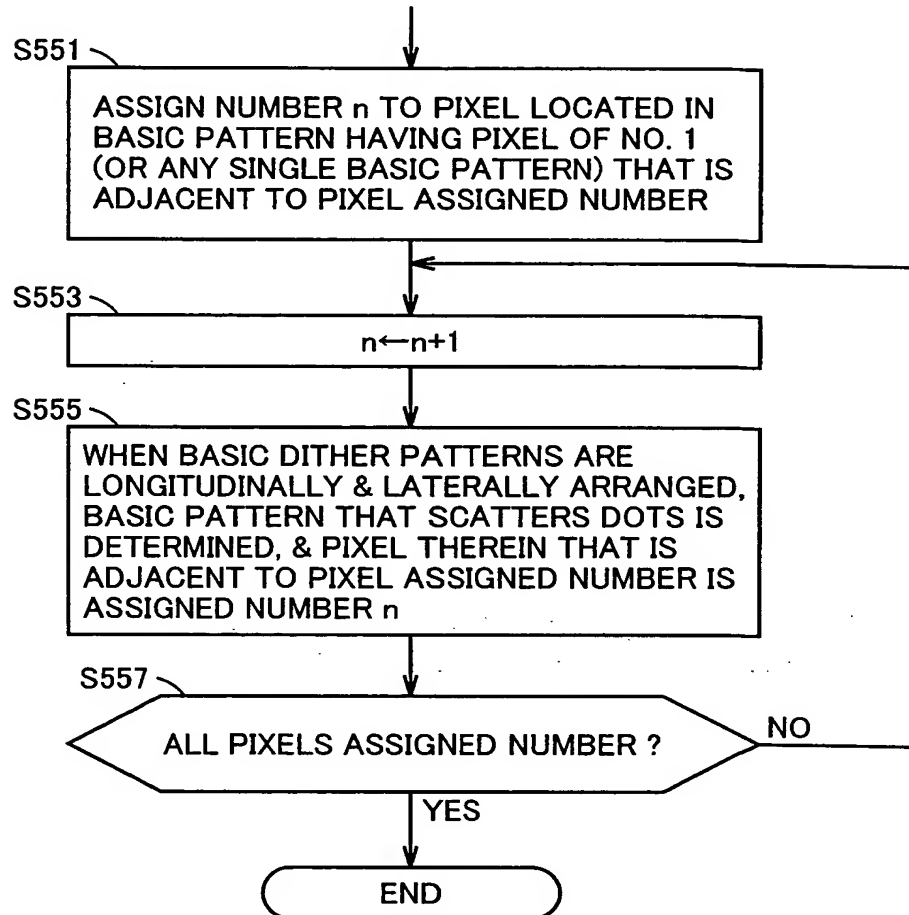 S551
ASSIGN NUMBER n TO PIXEL LOCATED IN
BASIC PATTERN HAVING PIXEL OF NO. 1
(OR ANY SINGLE BASIC PATTERN) THAT IS
ADJACENT TO PIXEL ASSIGNED NUMBER
S553
n←n+1
S555
WHEN BASIC DITHER PATTERNS ARE
LONGITUDINALLY & LATERALLY ARRANGED,
BASIC PATTERN THAT SCATTERS DOTS IS
DETERMINED, & PIXEL THEREIN THAT IS
ADJACENT TO PIXEL ASSIGNED NUMBER IS
ASSIGNED NUMBER n
S557
ALL PIXELS ASSIGNED NUMBER ?
NO
YES
END